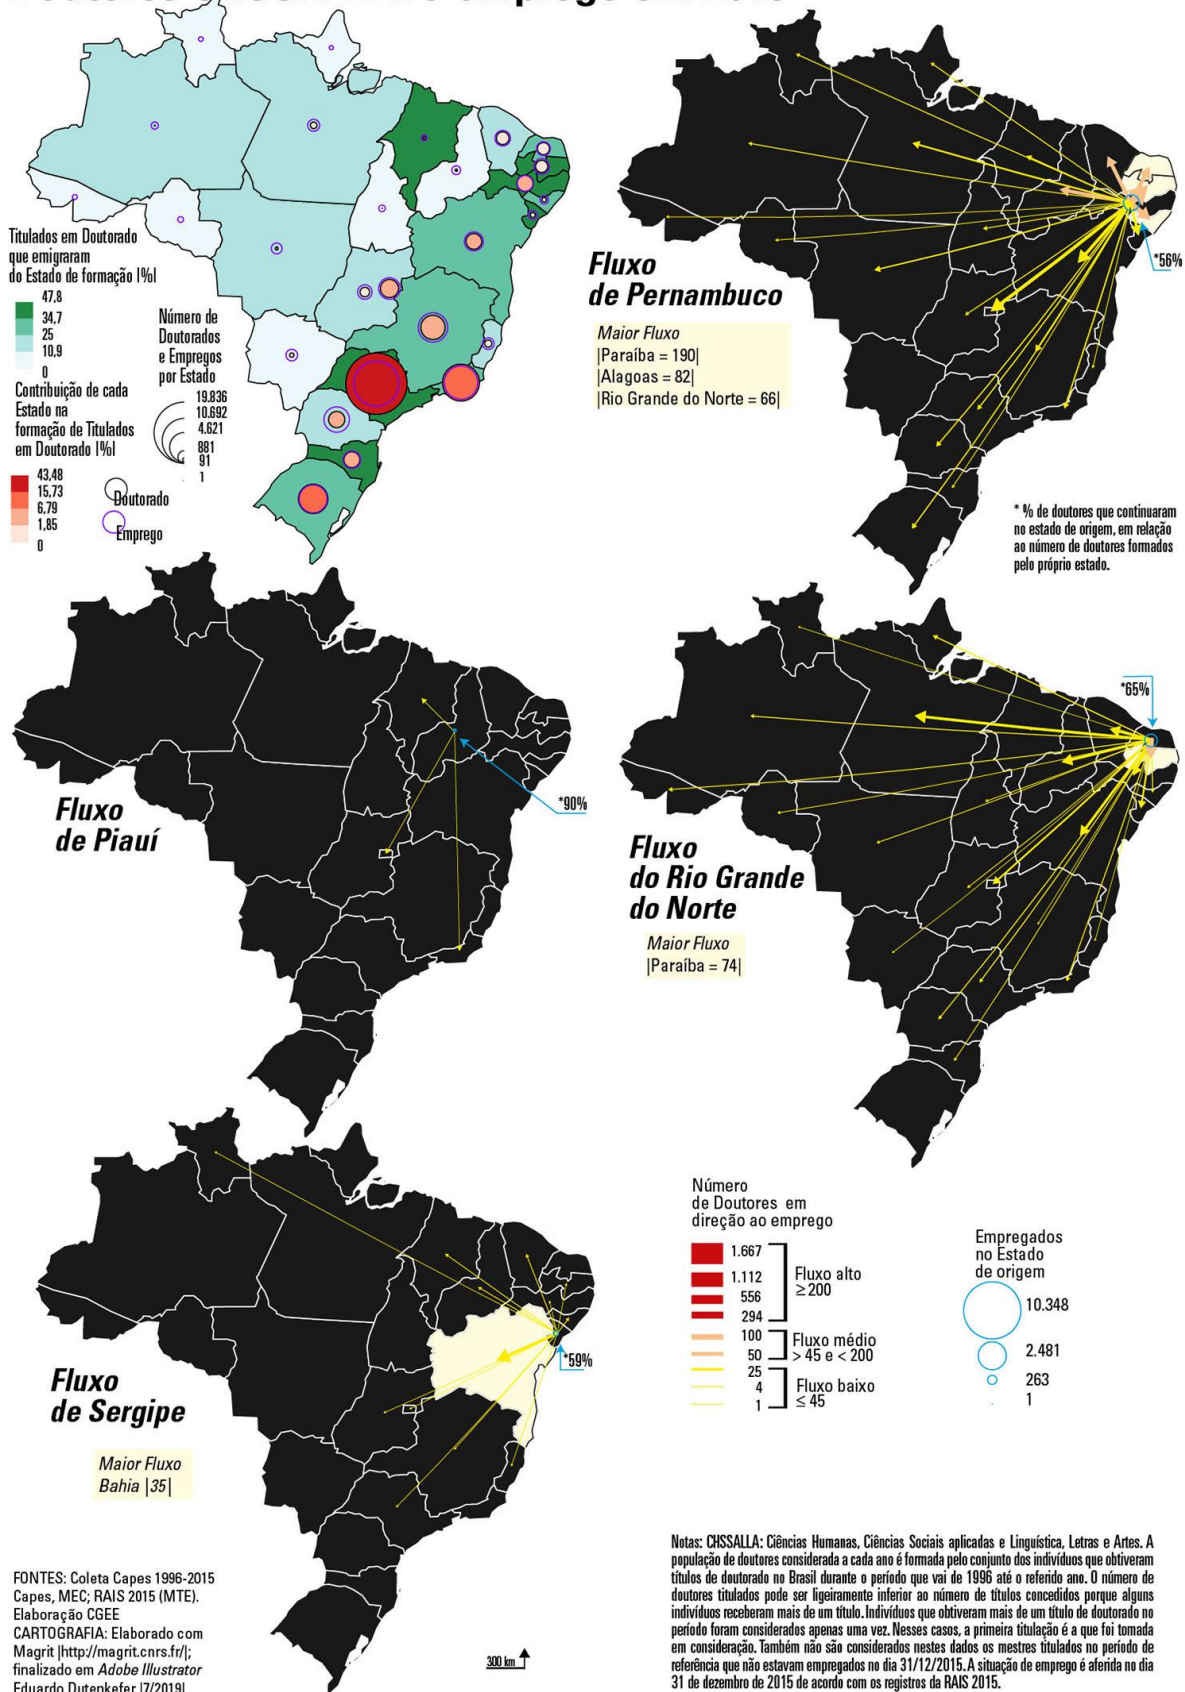 Titulados em Doutorado
que emigraram
do Estado de formação |%|
47,8
34,7
25
10,9
0
Contribuição de cada
Estado na
formação de Titulados
em Doutorado |%|
43,48
15,73
6,79
1,85
0
Número de
Doutorados
e Empregos
por Estado
19.836
10.692
4.621
881
91
1
Doutorado
Emprego
Fluxo
de Pernambuco
Maior Fluxo
|Paraíba = 190|
|Alagoas = 82|
|Rio Grande do Norte = 66|
*56%
* % de doutores que continuaram
no estado de origem, em relação
ao número de doutores formados
pelo próprio estado.
Fluxo
de Piauí
*90%
Fluxo
do Rio Grande
do Norte
Maior Fluxo
|Paraíba = 74|
*65%
Fluxo
de Sergipe
Maior Fluxo
Bahia |35|
*59%
Número
de Doutores em
direção ao emprego
1.667
1.112
556
294
Fluxo alto
≥200
100
50
Fluxo médio
> 45 e < 200
25
4
1
Fluxo baixo
≤ 45
Empregados
no Estado
de origem
10.348
2.481
263
1
FONTES: Coleta Capes 1996-2015
Capes, MEC; RAIS 2015 (MTE).
Elaboração CGEE
CARTOGRAFIA: Elaborado com
Magrit |http://magrit.cnrs.fr/|;
finalizado em Adobe Illustrator
Eduardo Dutenkefer |7/2019|
300 km
Notas: CHSSALLA: Ciências Humanas, Ciências Sociais aplicadas e Linguística, Letras e Artes. A
população de doutores considerada a cada ano é formada pelo conjunto dos indivíduos que obtiveram
títulos de doutorado no Brasil durante o período que vai de 1996 até o referido ano. O número de
doutores titulados pode ser ligeiramente inferior ao número de títulos concedidos porque alguns
indivíduos receberam mais de um título. Indivíduos que obtiveram mais de um título de doutorado no
período foram considerados apenas uma vez. Nesses casos, a primeira titulação é a que foi tomada
em consideração. Também não são considerados nestes dados os mestres titulados no período de
referência que não estavam empregados no dia 31/12/2015. A situação de emprego é aferida no dia
31 de dezembro de 2015 de acordo com os registros da RAIS 2015.